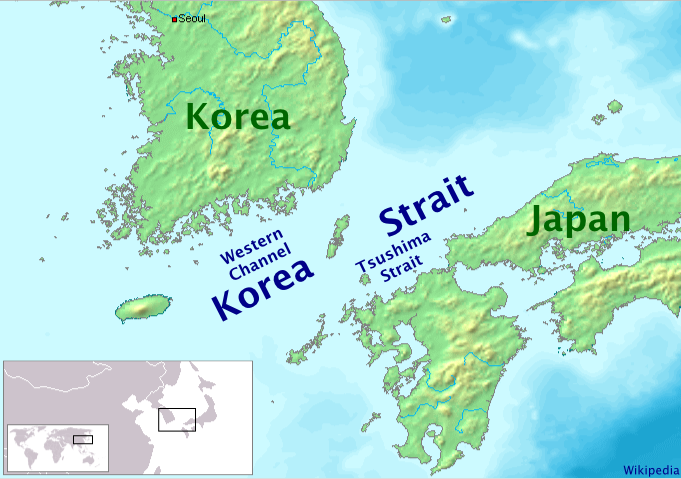 Seoul
Korea
Strait
Japan
Western
Channel
Tsushima
Strait
Korea
Wikipedia